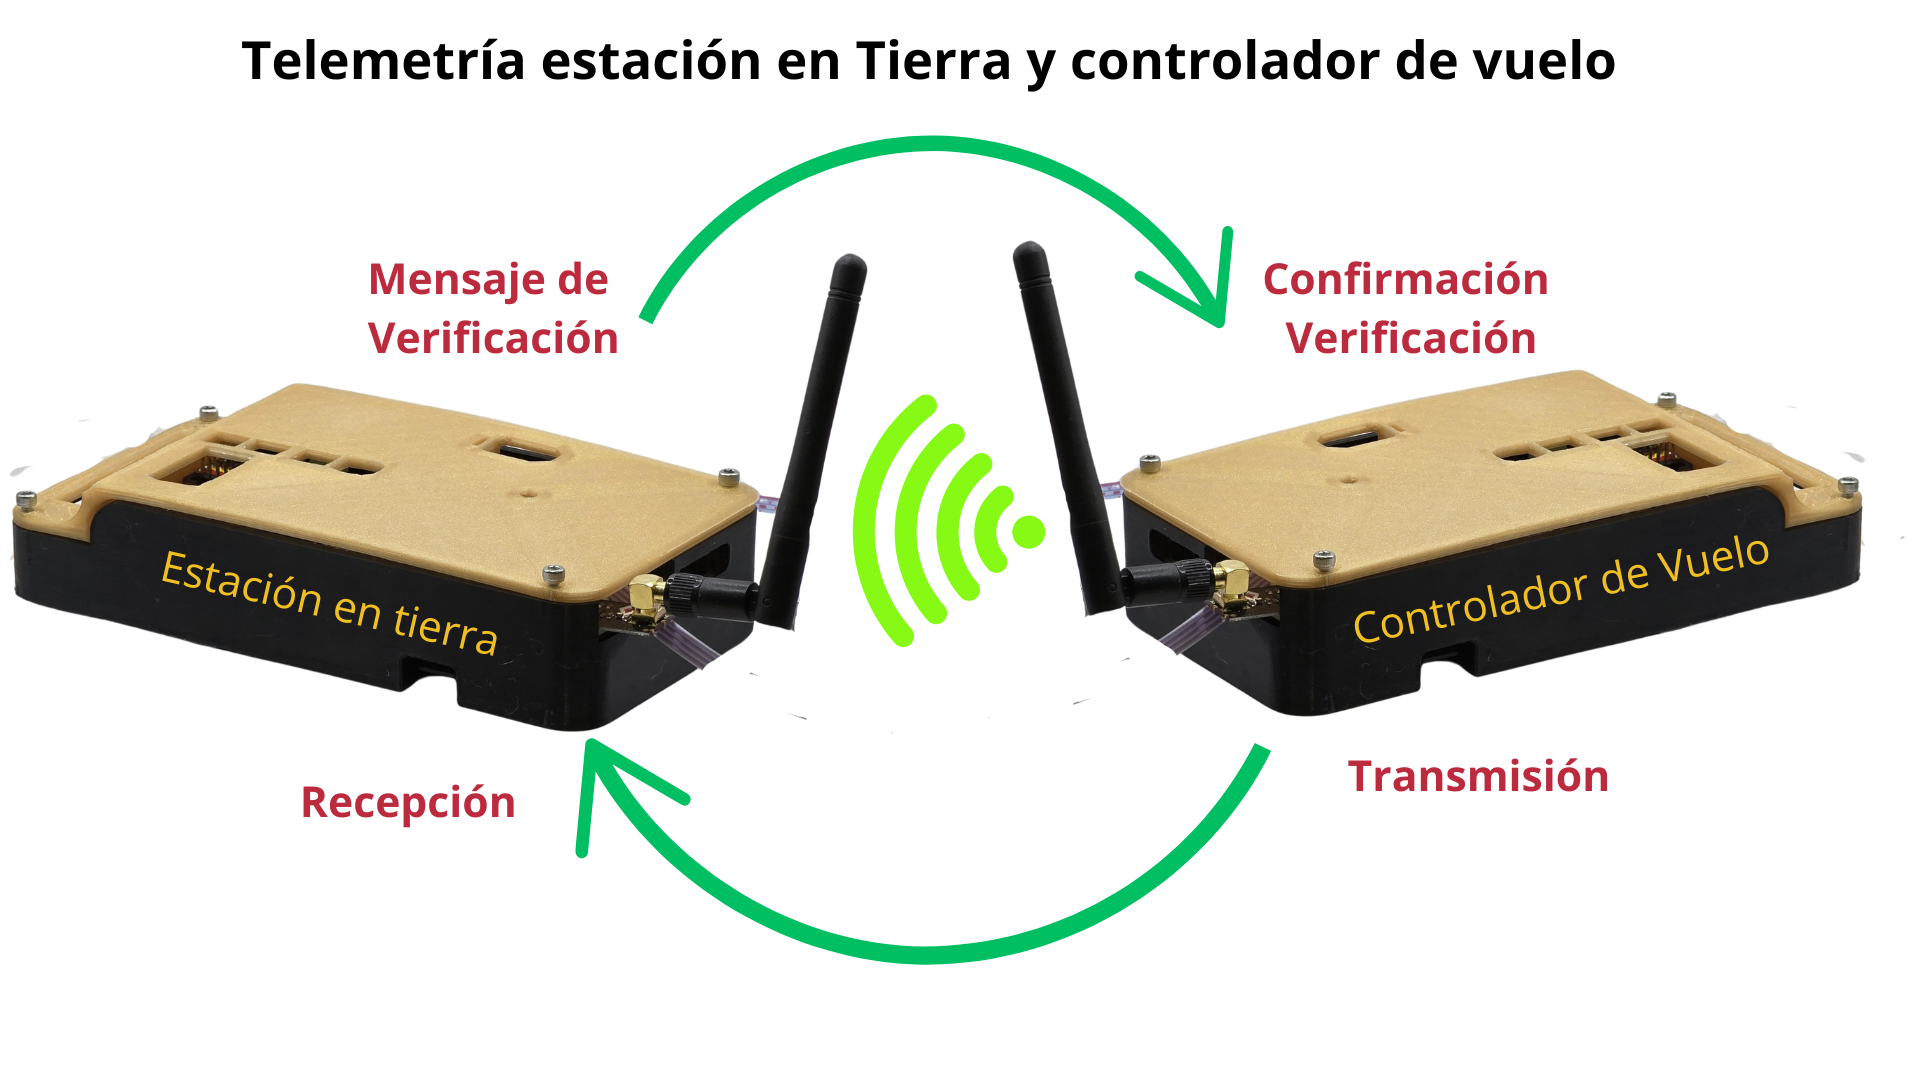 Telemetría estación en Tierra y controlador de vuelo
Mensaje de
Verificación
Confirmación
Verificación
Estación en tierra
Controlador de Vuelo
Recepción
Transmisión